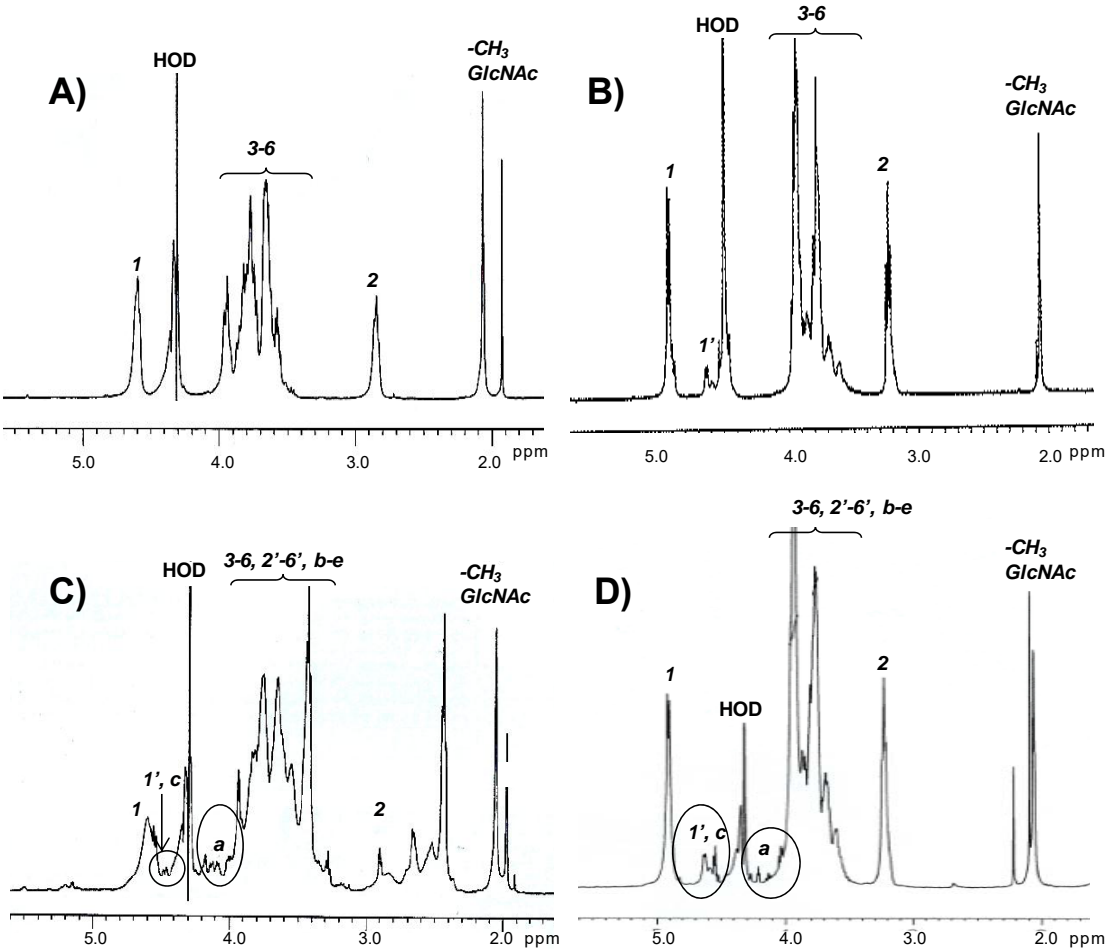 A)
HOD
-CH₃
GlcNAc
3-6
1
2
5.0 4.0 3.0 2.0 ppm
B)
HOD
3-6
-CH₃
GlcNAc
1
1'
2
5.0 4.0 3.0 2.0 ppm
C)
HOD
3-6, 2'-6', b-e
-CH₃
GlcNAc
1
1', c
a
2
5.0 4.0 3.0 2.0 ppm
D)
3-6, 2'-6', b-e
-CH₃
GlcNAc
1
HOD
2
1', c
a
5.0 4.0 3.0 2.0 ppm